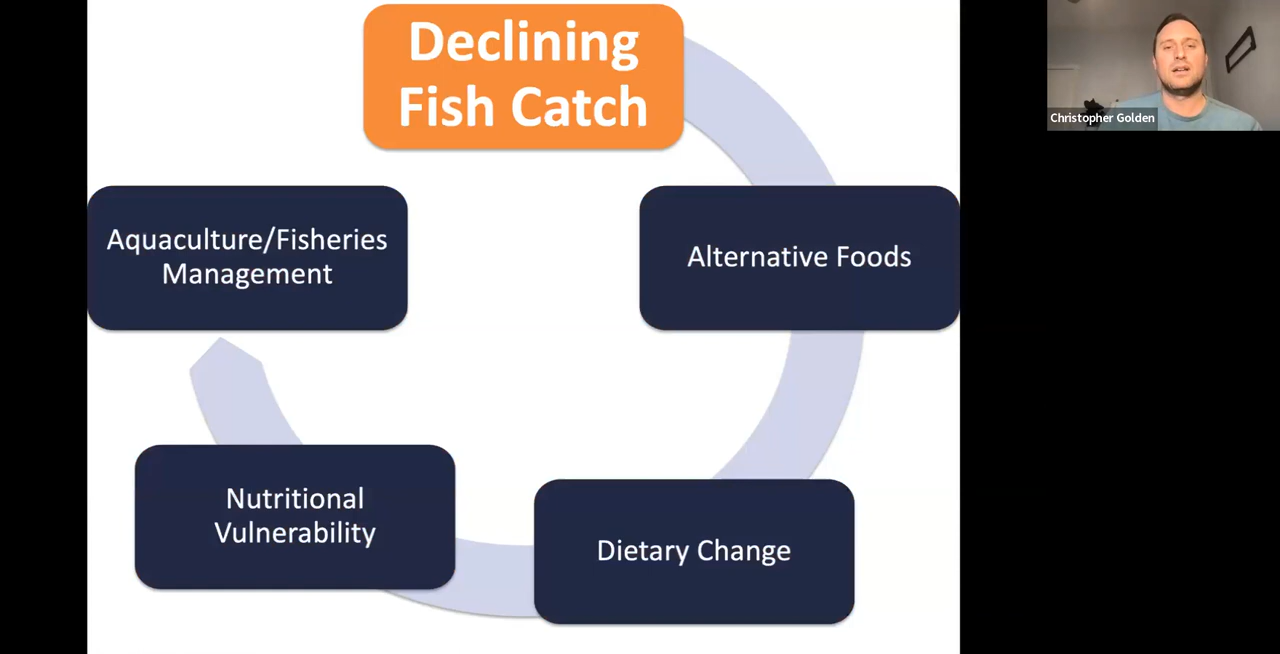 Declining
Fish Catch
Christopher Golden
Aquaculture/Fisheries
Management
Alternative Foods
Nutritional
Vulnerability
Dietary Change